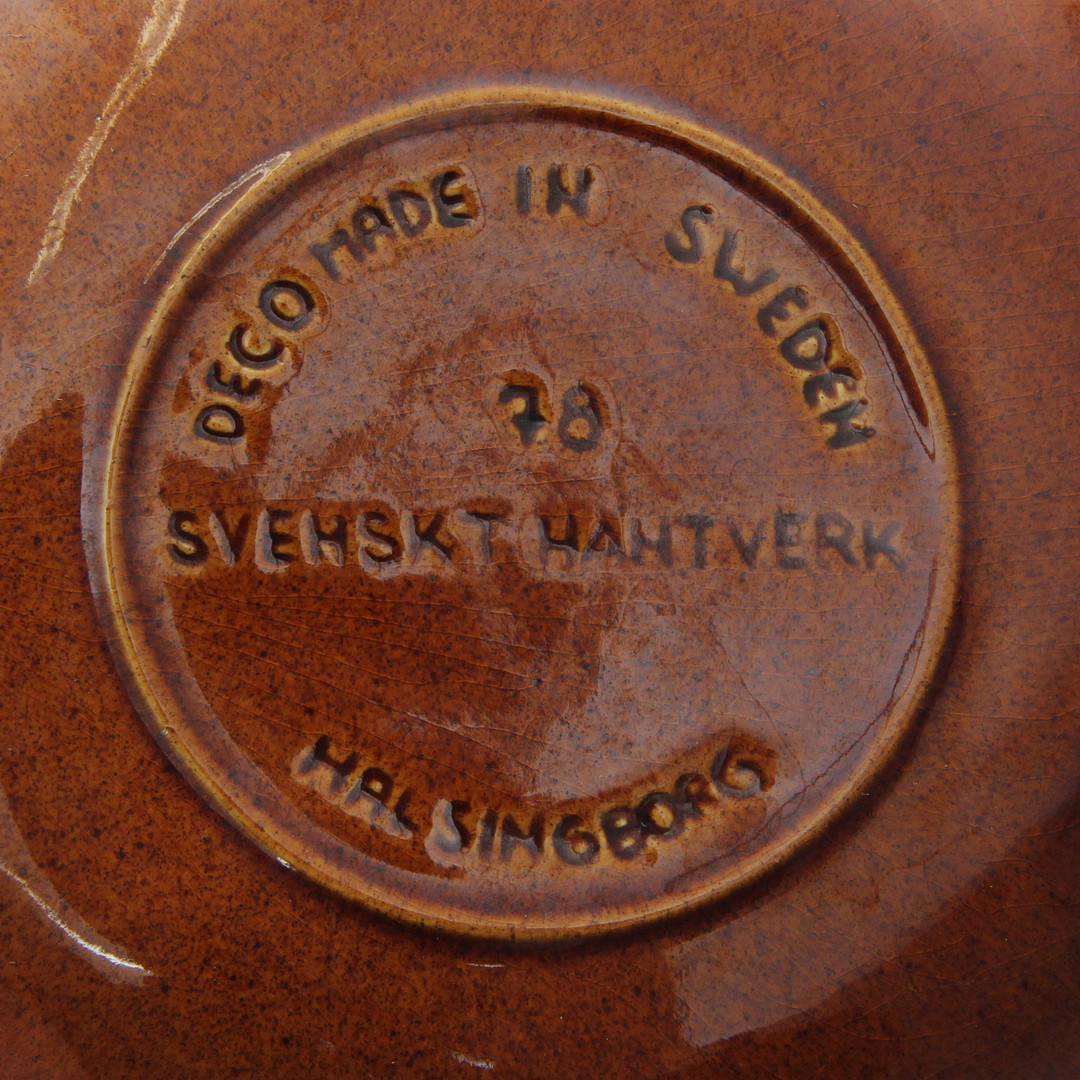 DECO MADE IN SWEDEN
78
SVENSKT HANTVERK
HALSINGBORG